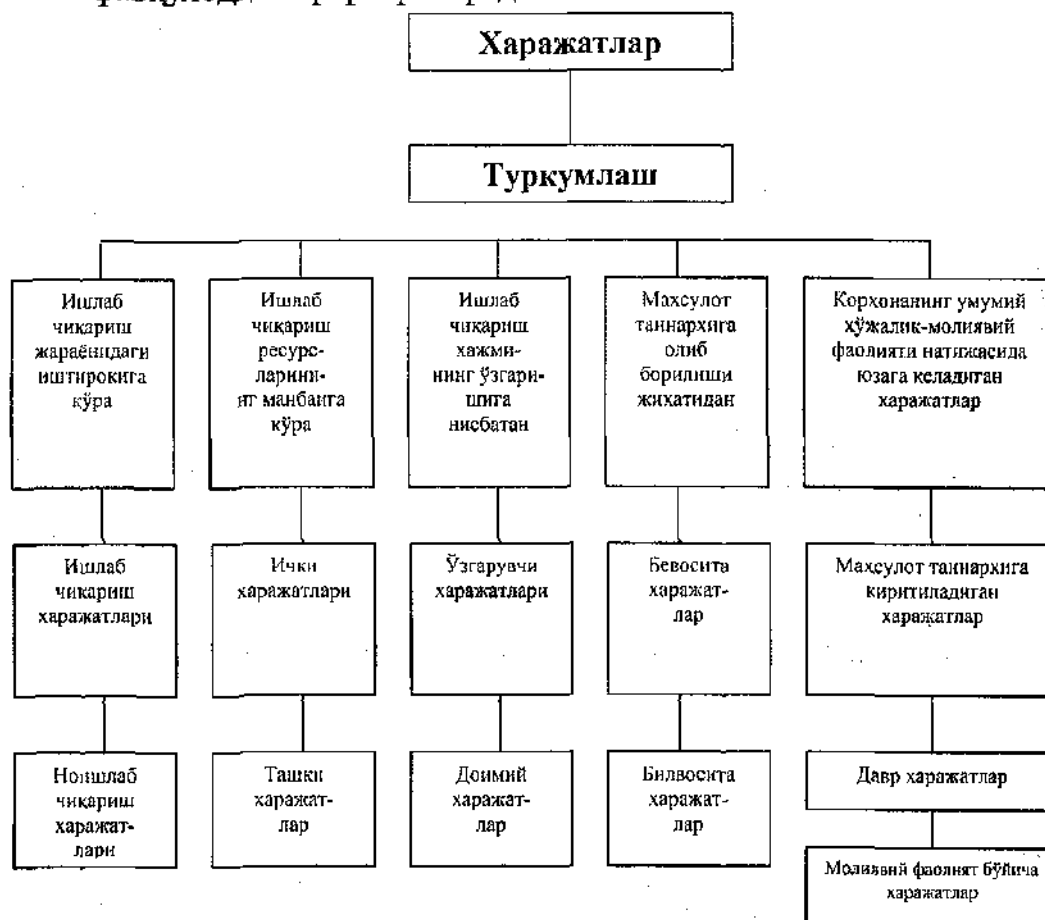 Харажатлар
Туркумлаш
Ишлаб
чиқариш
жараёнидаги
иштирокига
кўра
Ишлаб
чиқариш
ресурс-
ларини-
нг манбаига
кўра
Ишлаб
чиқариш
хажми-
нинг ўзгари-
шига
нисбатан
Махсулот
таннархига
олиб
борилиши
жихатидан
Корхонанинг умумий
хўжалик-молиявий
фаолияти натижасида
юзага келадиган
харажатлар
Ишлаб
чиқариш
харажатлари
Ички
харажатлари
Ўзгарувчи
харажатлари
Бевосита
харажат-
лар
Махсулот таннархига
киритиладиган
харажатлар
Ноишлаб
чиқариш
харажат-
лари
Ташки
харажат-
лар
Доимий
харажат-
лар
Билвосита
харажат-
лар
Давр харажатлар
Молиявий фаолият бўйича
харажатлар